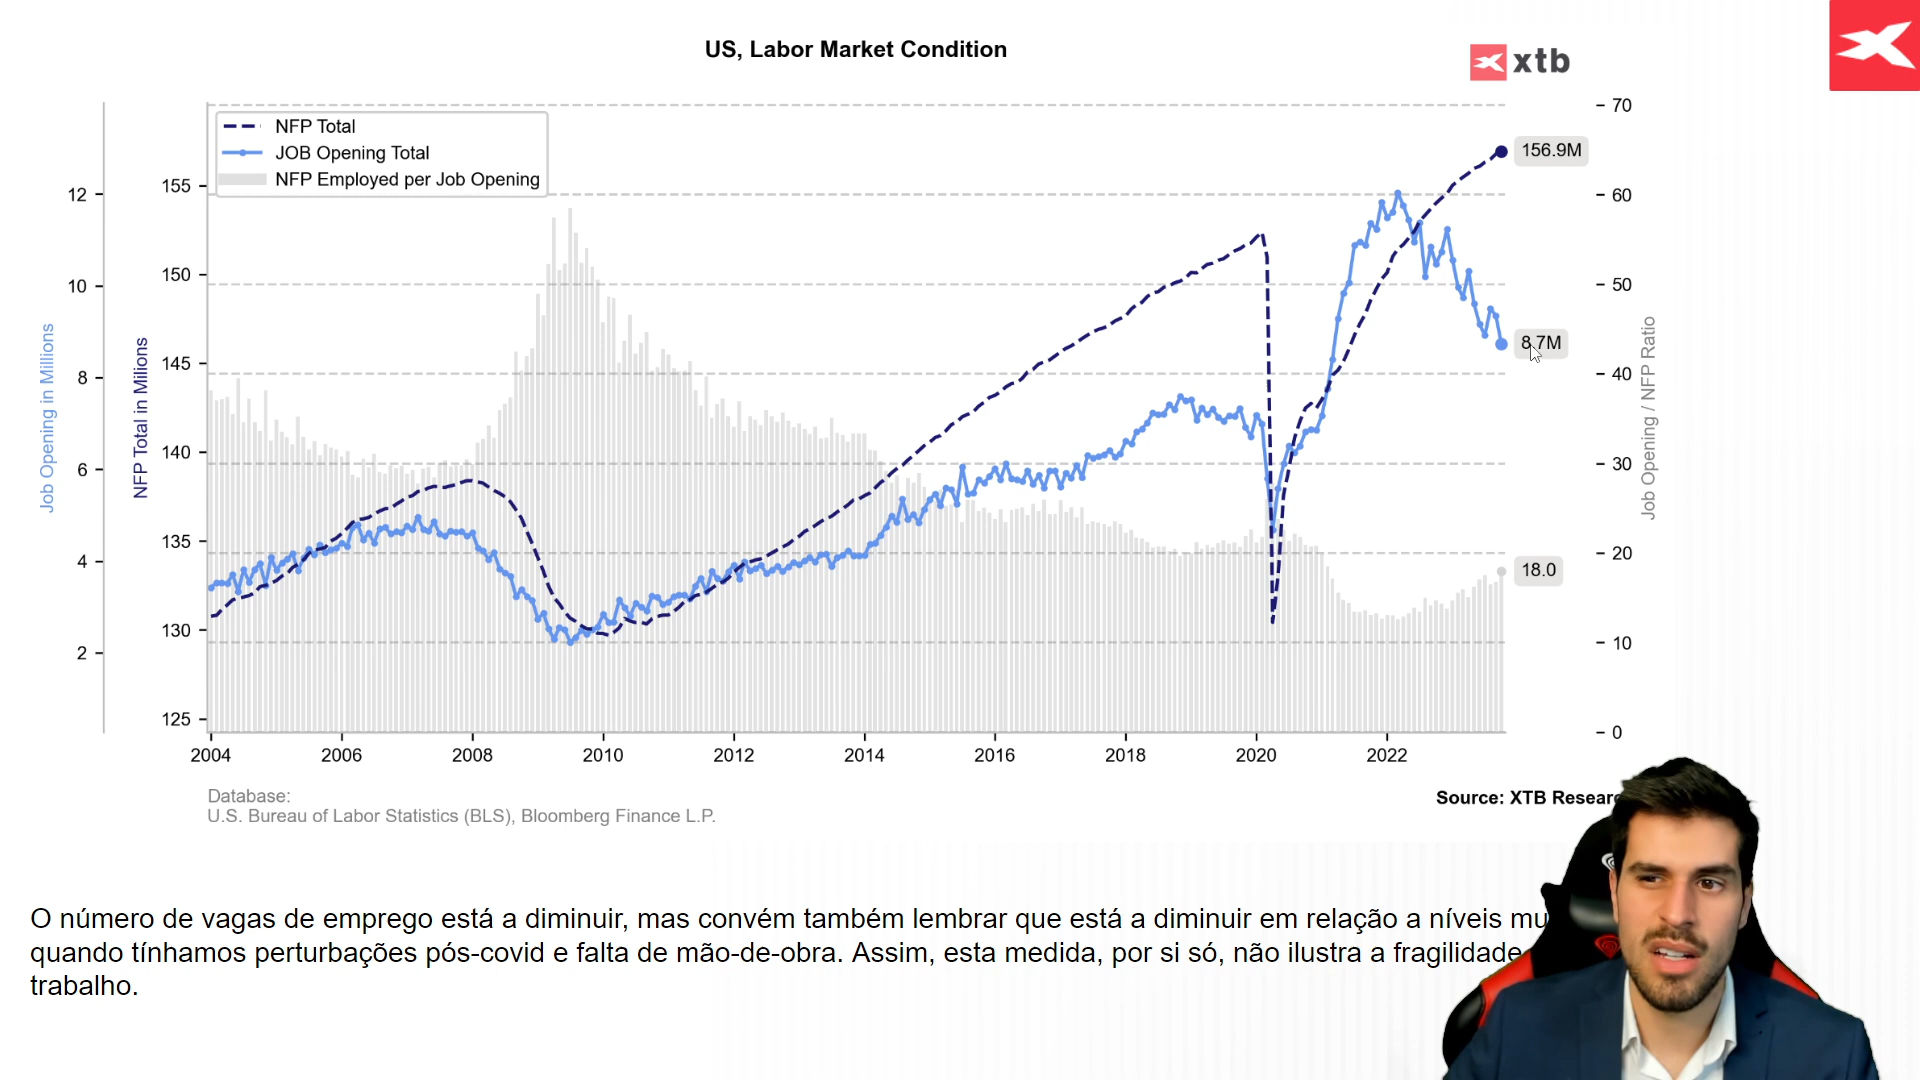 US, Labor Market Condition
xtb
NFP Total
JOB Opening Total
NFP Employed per Job Opening
12
10
8
6
4
2
Job Opening in Millions
155
150
145
140
135
130
125
NFP Total in Milions
70
60
50
40
30
20
10
0
Job Opening / NFP Ratio
156.9M
8.7M
18.0
2004 2006 2008 2010 2012 2014 2016 2018 2020 2022
Database:
U.S. Bureau of Labor Statistics (BLS), Bloomberg Finance L.P.
Source: XTB
O número de vagas de emprego está a diminuir, mas convém também lembrar que está a diminuir em relação a níveis
quando tínhamos perturbações pós-covid e falta de mão-de-obra. Assim, esta medida, por si só, não ilustra a fragilidade
trabalho.